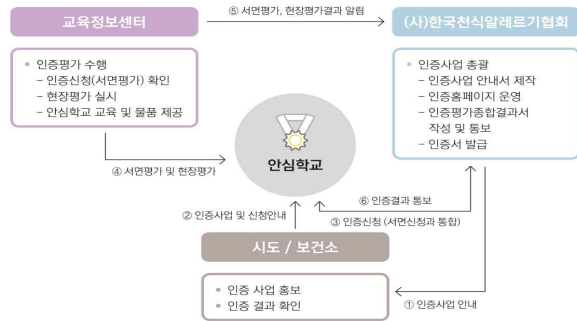 교육정보센터
⑤ 서면평가, 현장평가결과 알림
(사)한국천식알레르기협회
• 인증평가 수행
– 인증신청(서면평가) 확인
– 현장평가 실시
– 안심학교 교육 및 물품 제공
• 인증사업 총괄
– 인증사업 안내서 제작
– 인증홈페이지 운영
– 인증평가종합결과서
작성 및 통보
– 인증서 발급
안심학교
④ 서면평가 및 현장평가
⑥ 인증결과 통보
② 인증사업 및 신청안내
③ 인증신청 (서면신청과 통합)
시도 / 보건소
• 인증 사업 홍보
• 인증 결과 확인
① 인증사업 안내